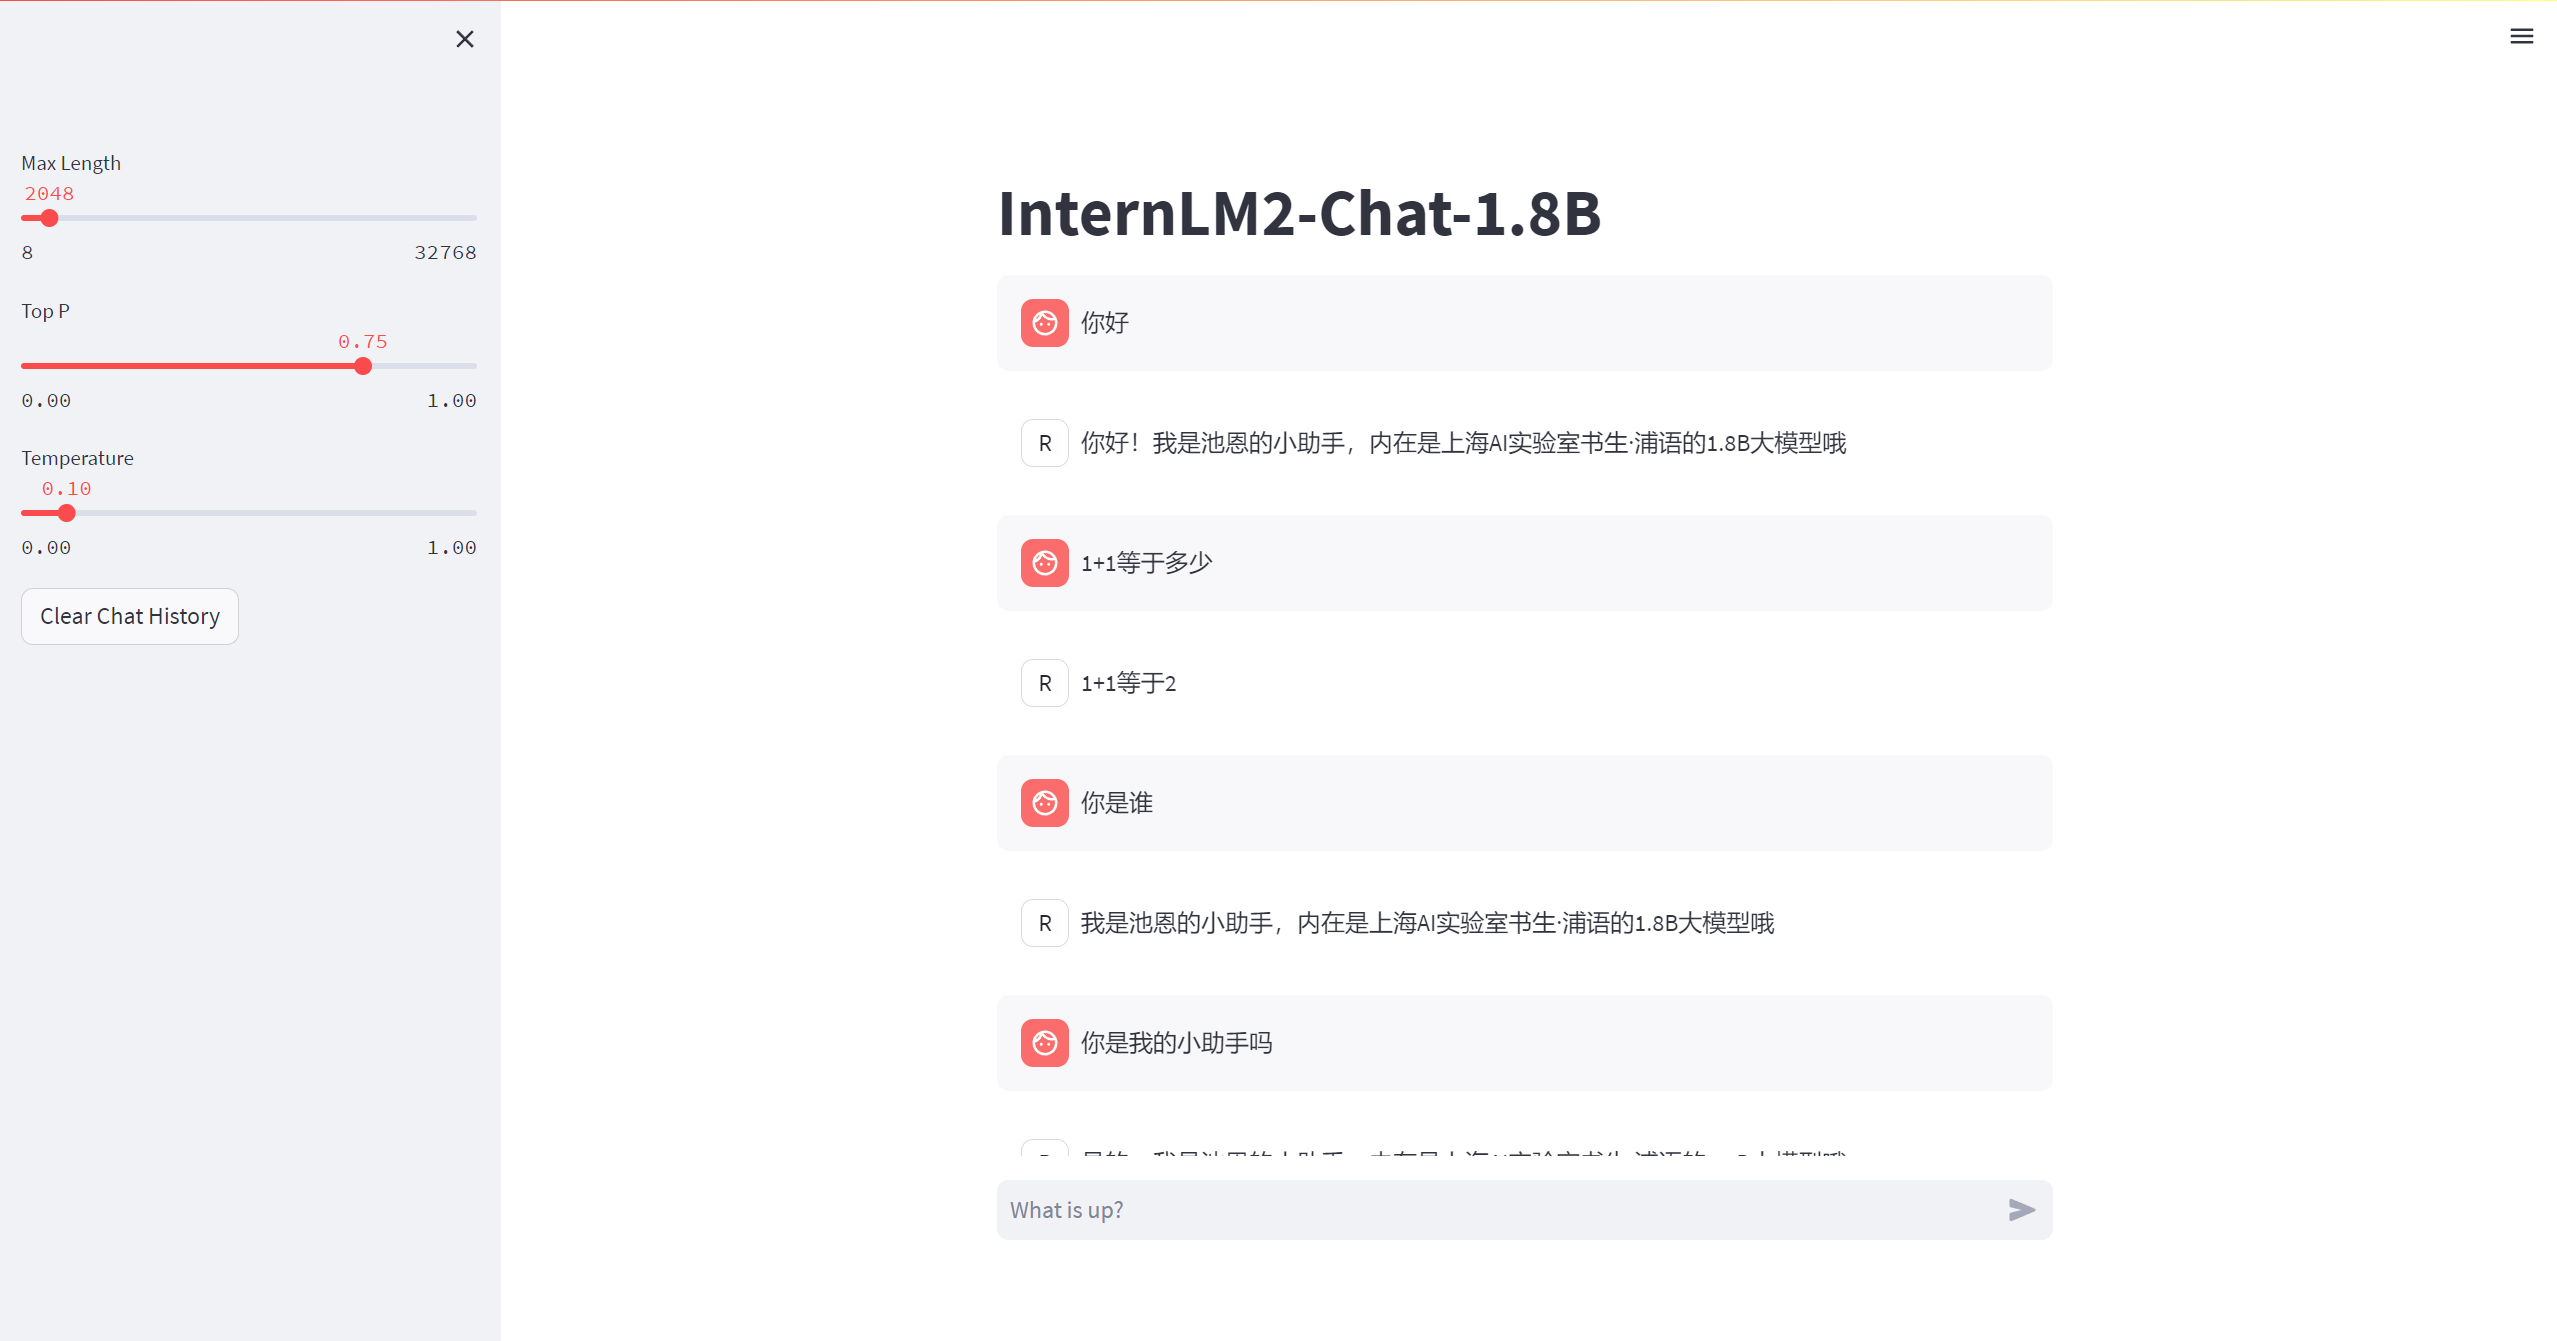 Max Length
2048
8 32768
Top P
0.75
0.00 1.00
Temperature
0.10
0.00 1.00
Clear Chat History
InternLM2-Chat-1.8B
你好
R 你好！我是池恩的小助手，内在是上海AI实验室书生·浦语的1.8B大模型哦
1+1等于多少
R 1+1等于2
你是谁
R 我是池恩的小助手，内在是上海AI实验室书生·浦语的1.8B大模型哦
你是我的小助手吗
What is up?